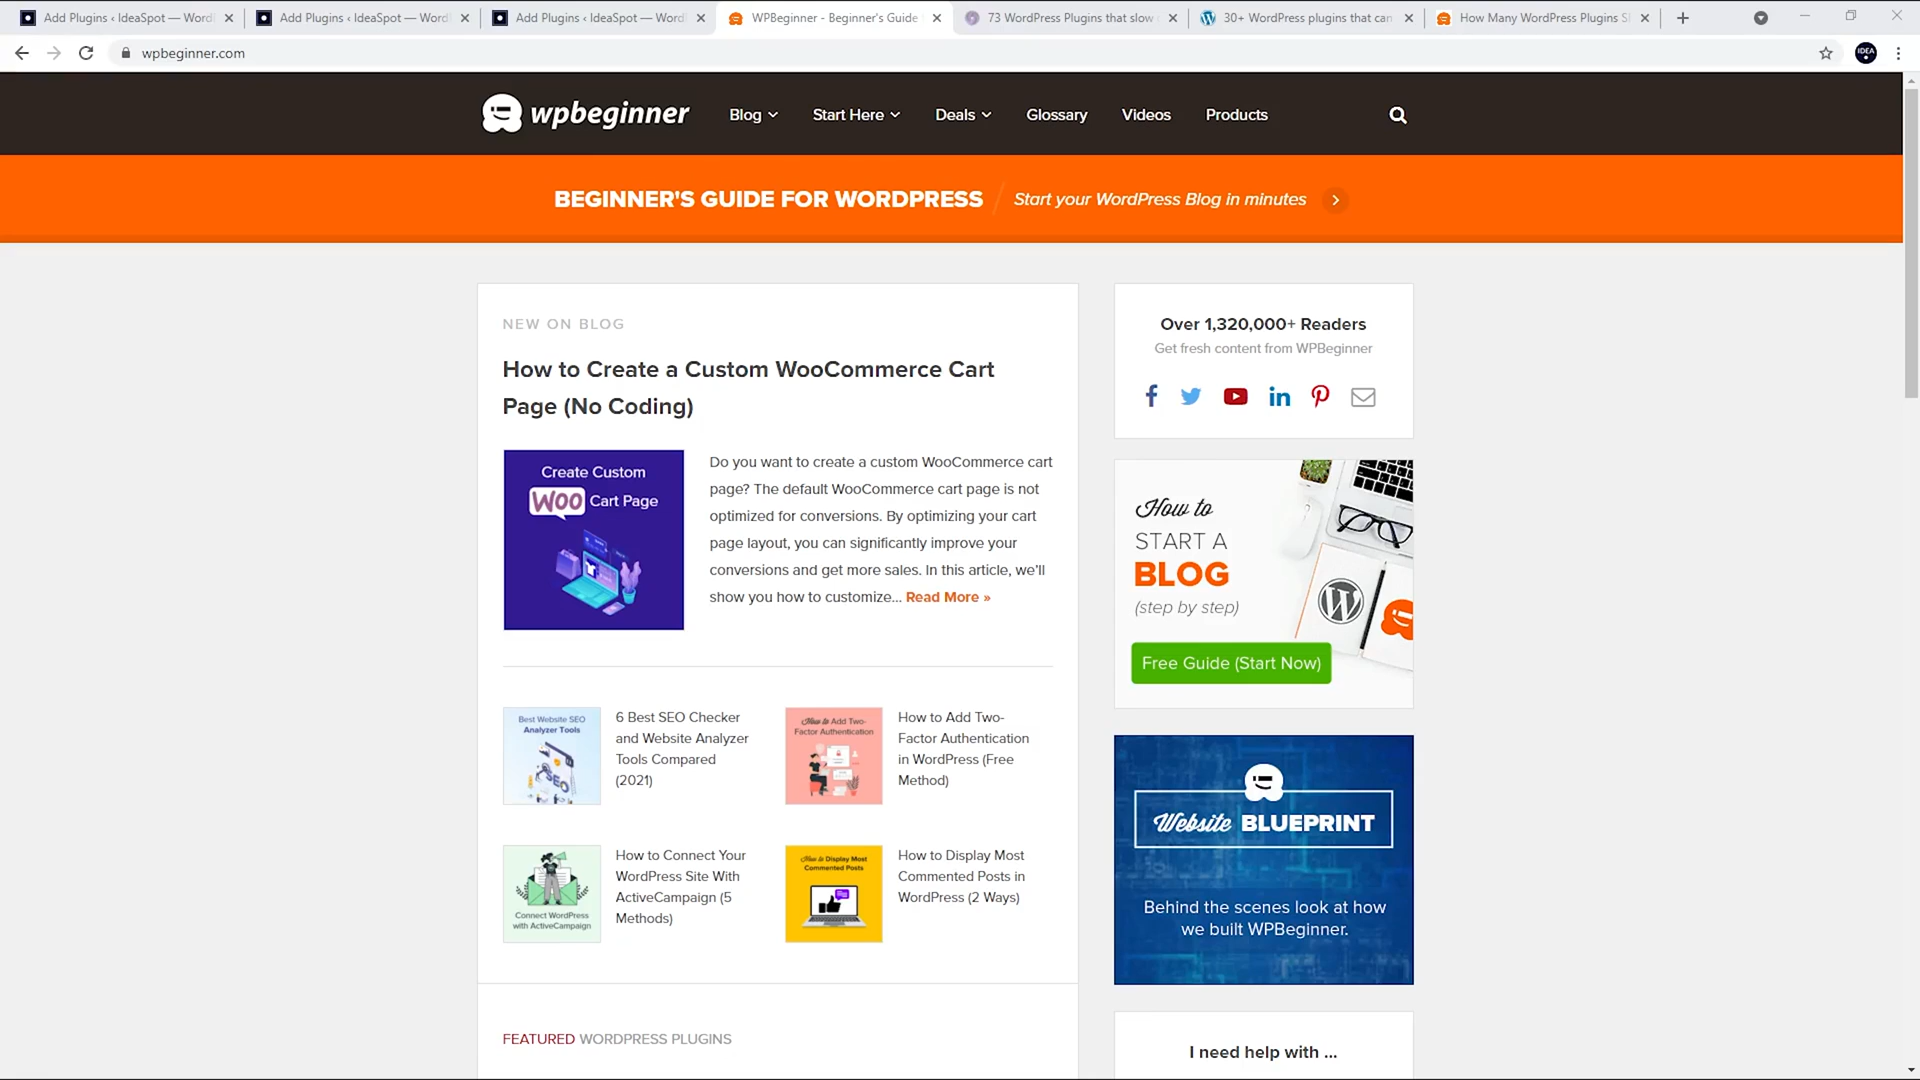 Add Plugins ‹ IdeaSpot — Word
Add Plugins ‹ IdeaSpot — Word
Add Plugins ‹ IdeaSpot — Word
WPBeginner - Beginner's Guide
73 WordPress Plugins that slow
30+ WordPress plugins that can
How Many WordPress Plugins S
wpbeginner.com
IDEA
wpbeginner
Blog
Start Here
Deals
Glossary
Videos
Products
BEGINNER'S GUIDE FOR WORDPRESS
Start your WordPress Blog in minutes
NEW ON BLOG
How to Create a Custom WooCommerce Cart
Page (No Coding)
Create Custom
Woo Cart Page
Do you want to create a custom WooCommerce cart
page? The default WooCommerce cart page is not
optimized for conversions. By optimizing your cart
page layout, you can significantly improve your
conversions and get more sales. In this article, we'll
show you how to customize... Read More »
Best Website SEO
Analyzer Tools
SEO
6 Best SEO Checker
and Website Analyzer
Tools Compared
(2021)
How to Add Two-
Factor Authentication
How to Add Two-
Factor Authentication
in WordPress (Free
Method)
Connect WordPress
with ActiveCampaign
How to Connect Your
WordPress Site With
ActiveCampaign (5
Methods)
How to Display Most
Commented Posts
How to Display Most
Commented Posts in
WordPress (2 Ways)
FEATURED WORDPRESS PLUGINS
Over 1,320,000+ Readers
Get fresh content from WPBeginner
How to
START A
BLOG
(step by step)
Free Guide (Start Now)
Website BLUEPRINT
Behind the scenes look at how
we built WPBeginner.
I need help with ...